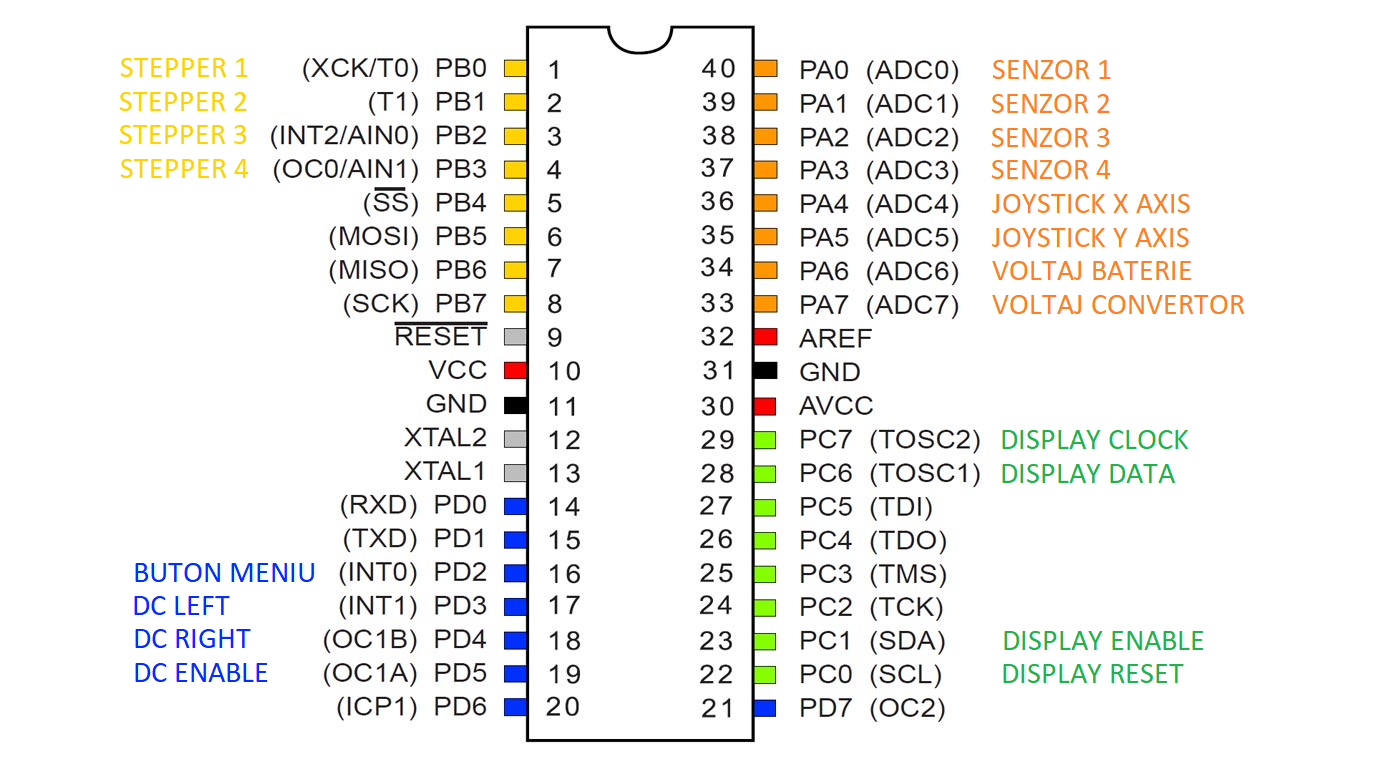 STEPPER 1 (XCK/T0) PB0 1 40 PA0 (ADC0) SENZOR 1
STEPPER 2 (T1) PB1 2 39 PA1 (ADC1) SENZOR 2
STEPPER 3 (INT2/AIN0) PB2 3 38 PA2 (ADC2) SENZOR 3
STEPPER 4 (OC0/AIN1) PB3 4 37 PA3 (ADC3) SENZOR 4
(SS) PB4 5 36 PA4 (ADC4) JOYSTICK X AXIS
(MOSI) PB5 6 35 PA5 (ADC5) JOYSTICK Y AXIS
(MISO) PB6 7 34 PA6 (ADC6) VOLTAJ BATERIE
(SCK) PB7 8 33 PA7 (ADC7) VOLTAJ CONVERTOR
RESET 9 32 AREF
VCC 10 31 GND
GND 11 30 AVCC
XTAL2 12 29 PC7 (TOSC2) DISPLAY CLOCK
XTAL1 13 28 PC6 (TOSC1) DISPLAY DATA
(RXD) PD0 14 27 PC5 (TDI)
(TXD) PD1 15 26 PC4 (TDO)
BUTON MENIU (INT0) PD2 16 25 PC3 (TMS)
DC LEFT (INT1) PD3 17 24 PC2 (TCK)
DC RIGHT (OC1B) PD4 18 23 PC1 (SDA) DISPLAY ENABLE
DC ENABLE (OC1A) PD5 19 22 PC0 (SCL) DISPLAY RESET
(ICP1) PD6 20 21 PD7 (OC2)